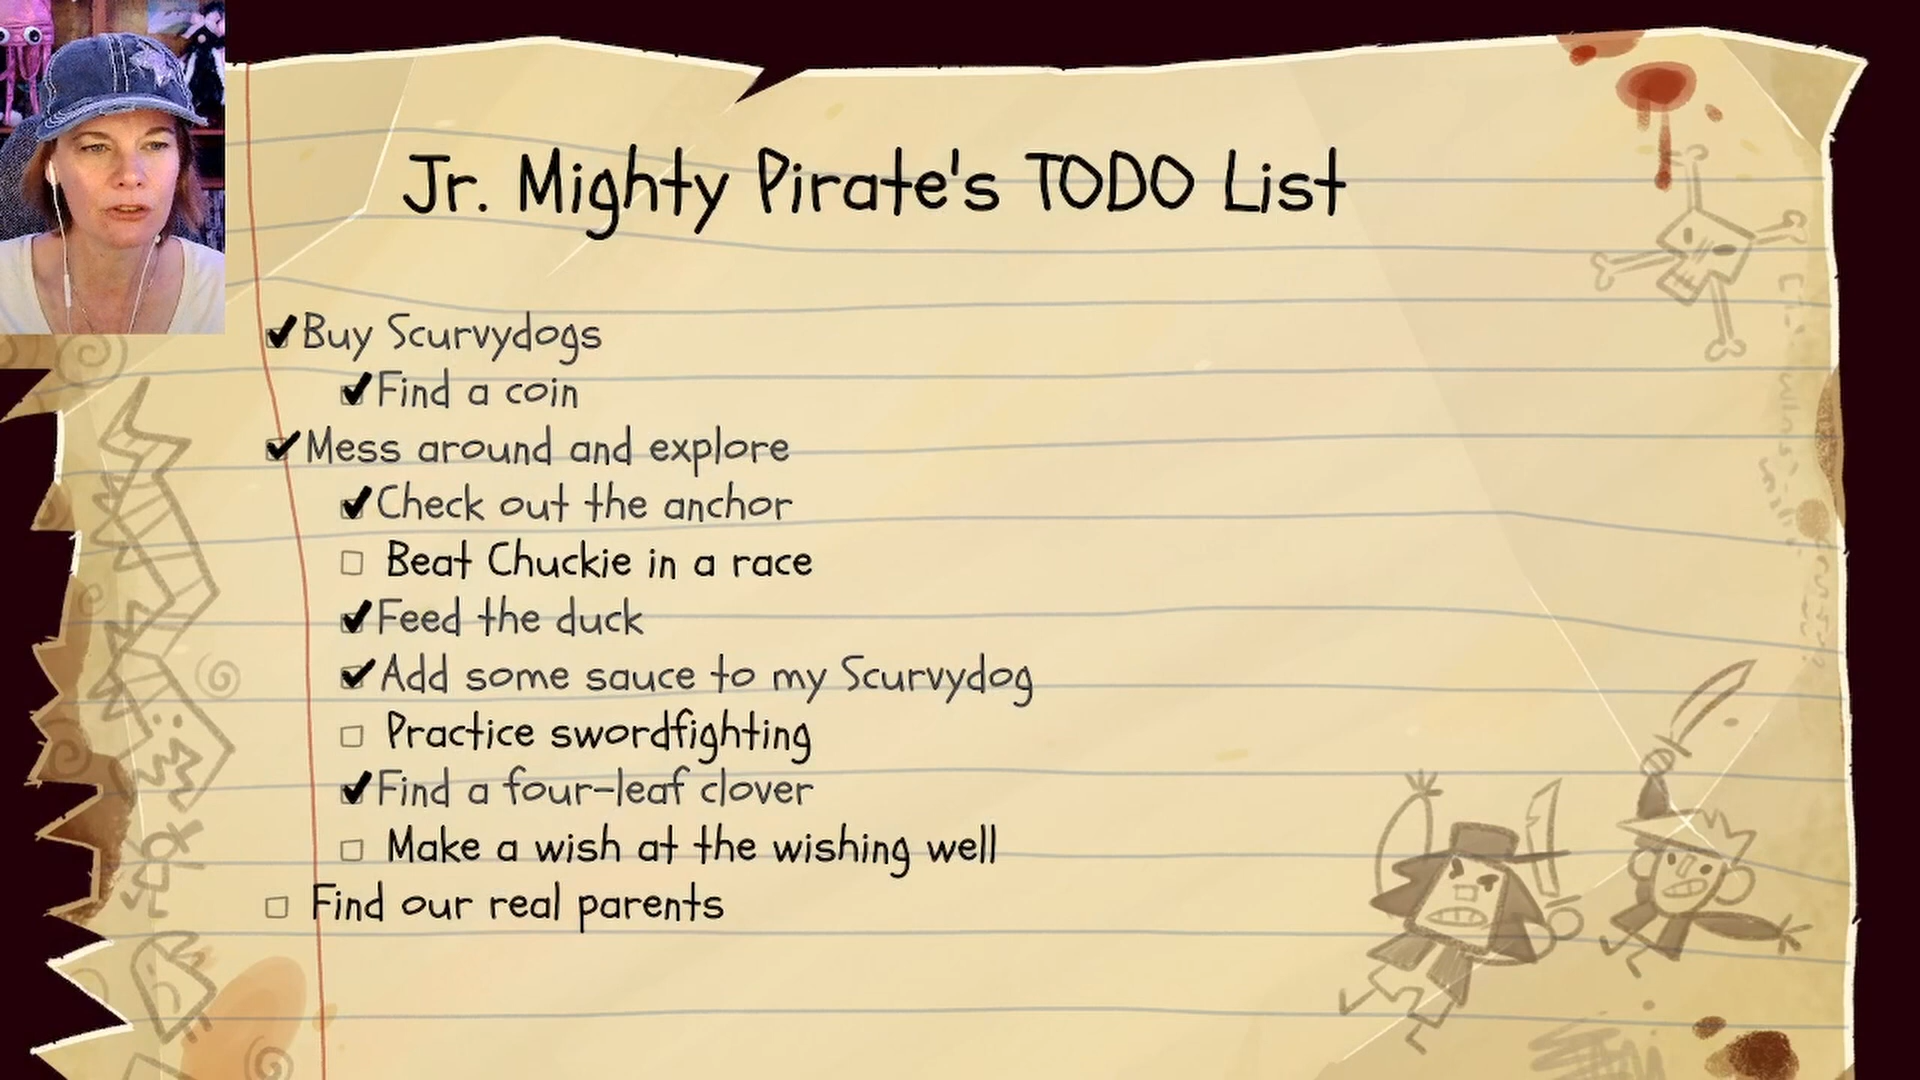 Jr. Mighty Pirate's TODO List
Buy Scurvydogs
Find a coin
Mess around and explore
Check out the anchor
Beat Chuckie in a race
Feed the duck
Add some sauce to my Scurvydog
Practice swordfighting
Find a four-leaf clover
Make a wish at the wishing well
Find our real parents